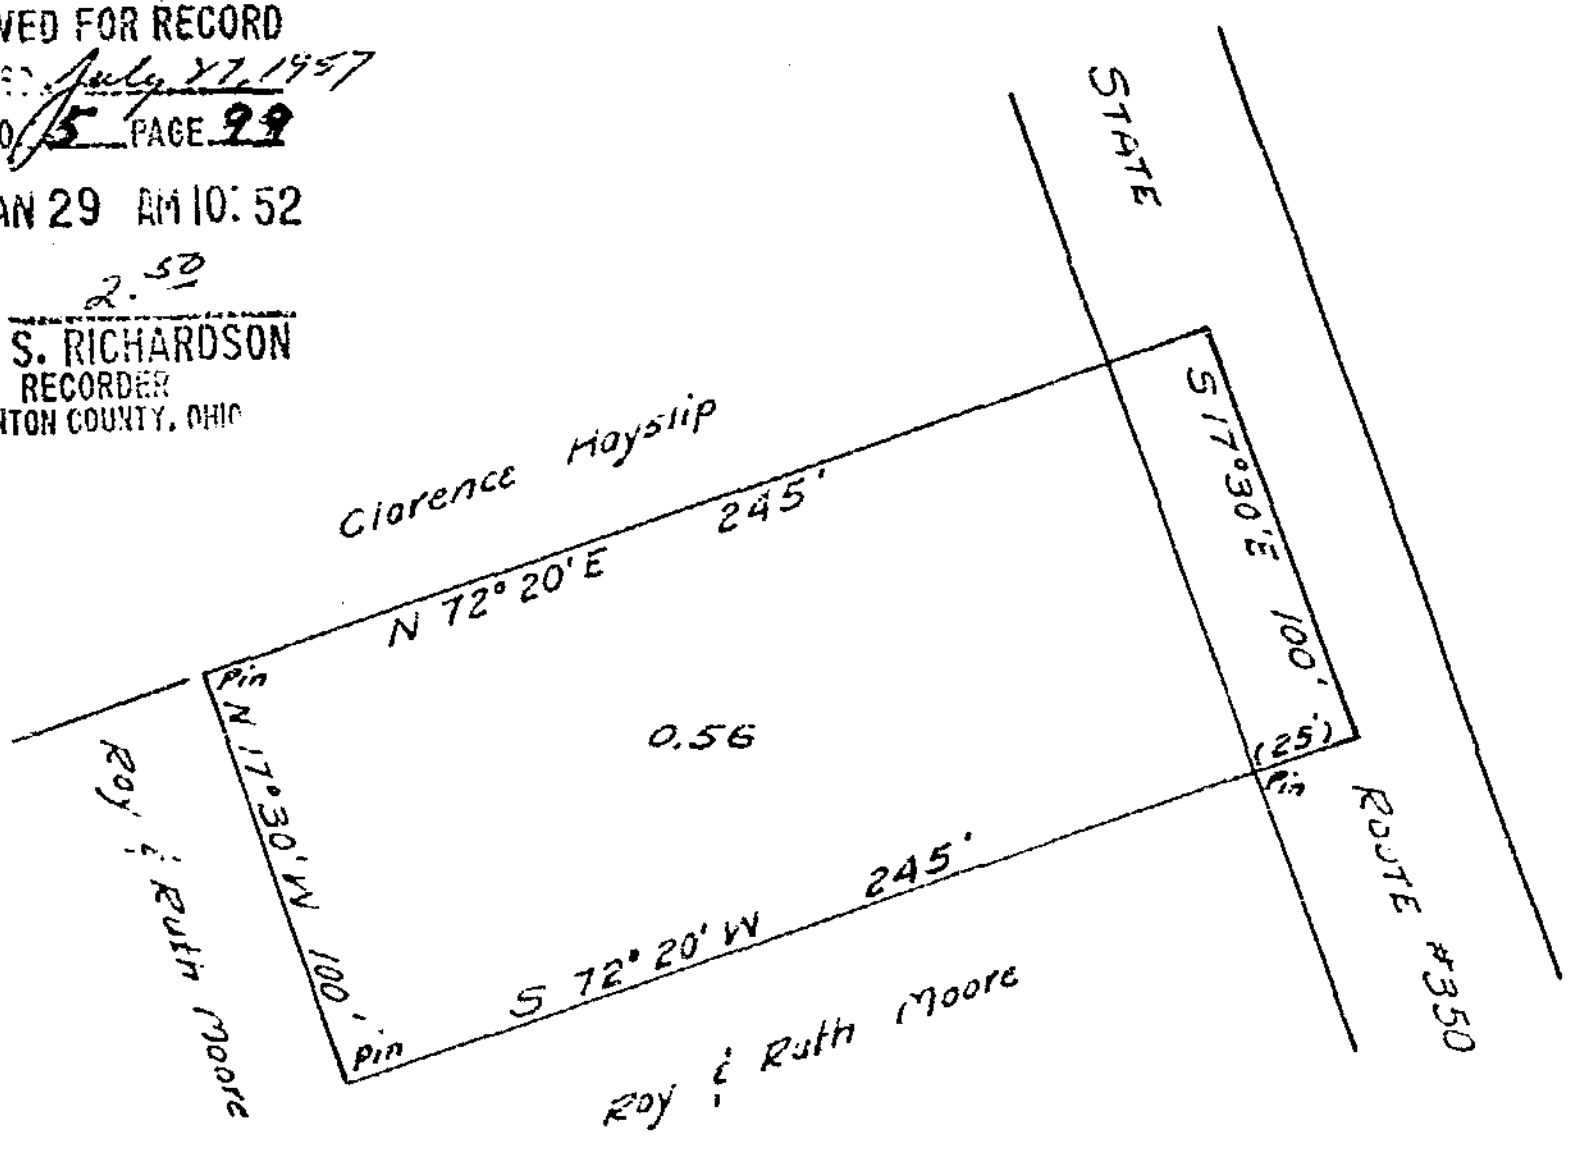 VED FOR RECORD
July 27, 1957
5 PAGE 99
AN 29 AM 10:52
2.50
S. RICHARDSON
RECORDER
NTON COUNTY, OHIO
STATE
ROUTE #350
Clarence Hayslip
245'
N 72° 20' E
S 17° 30' E 100'
Pin
N 17° 30' W 100'
0.56
(25')
Pin
245'
S 72° 20' W
Pin
Roy & Ruth Moore
Roy & Ruth Moore